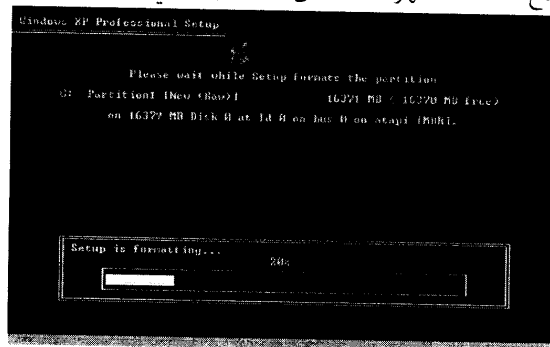 Windows XP Professional Setup
Please wait while Setup formats the partition
C: Partition1 [New (Raw)] 16371 MB ( 16370 MB free)
on 16379 MB Disk 0 at Id 0 on bus 0 on atapi [MBR].
Setup is formatting...
20%